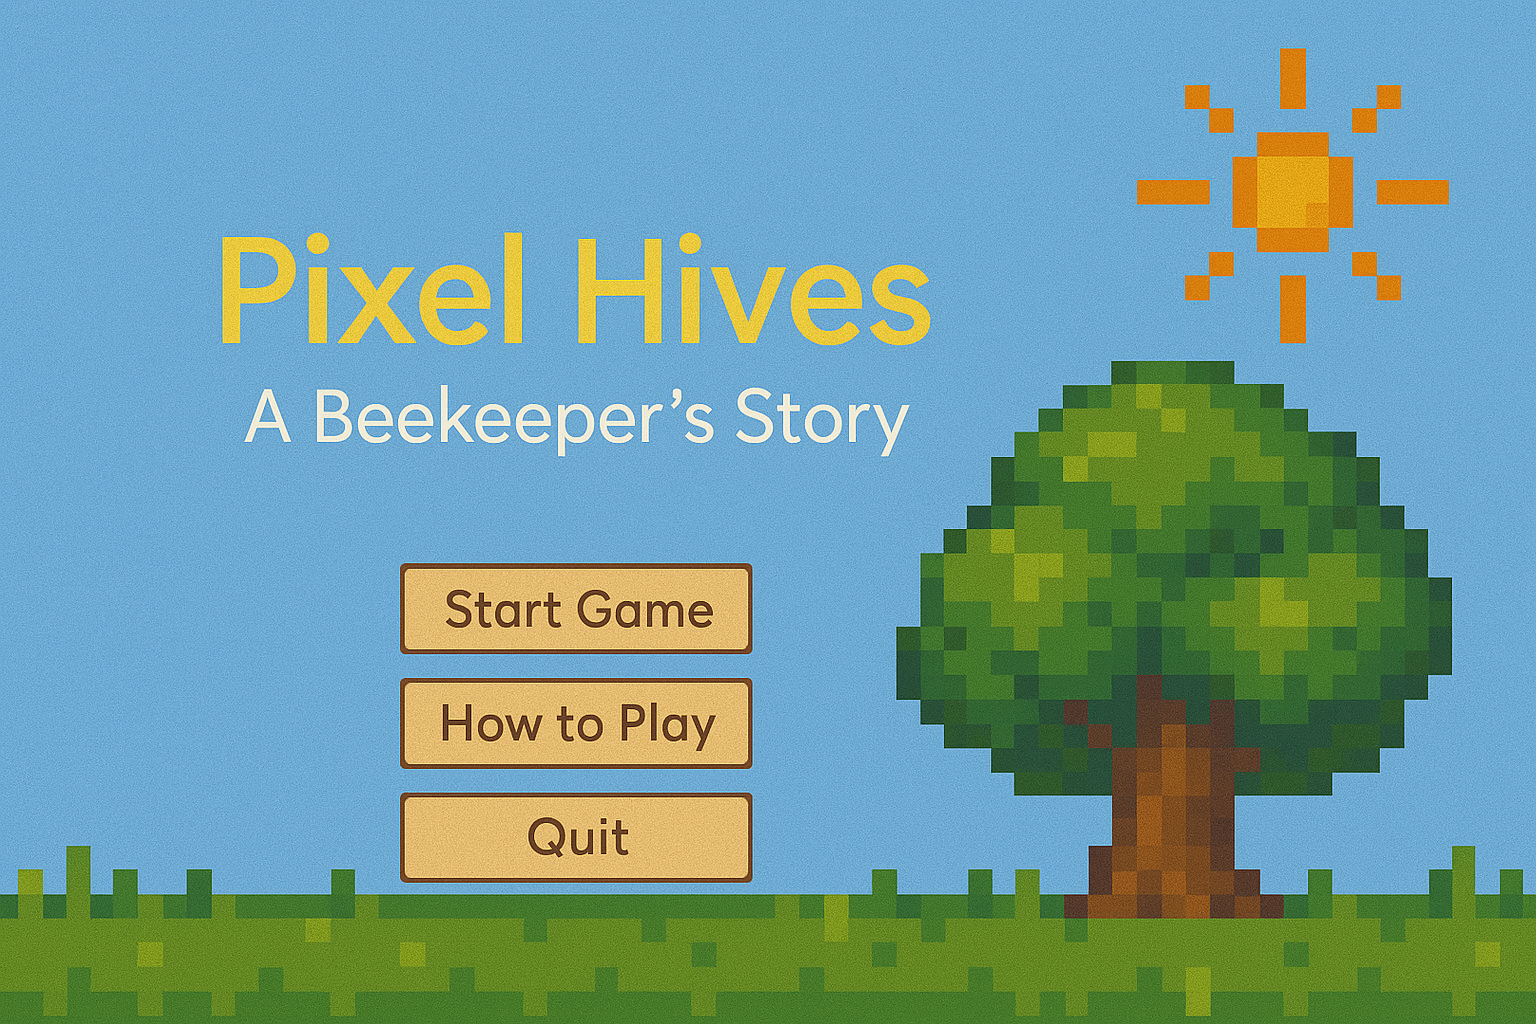 Pixel Hives
A Beekeeper’s Story
Start Game
How to Play
Quit